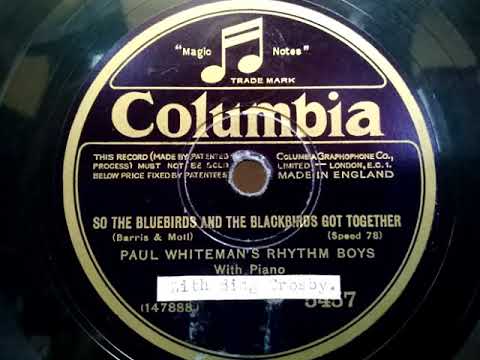 "Magic Notes"
TRADE MARK
Columbia
THIS RECORD (MADE BY PATENTED COLUMBIA GRAPHOPHONE CO.,
PROCESS) MUST NOT BE SOLD LIMITED — LONDON, E.C.1.
BELOW PRICE FIXED BY PATENTEES MADE IN ENGLAND
SO THE BLUEBIRDS AND THE BLACKBIRDS GOT TOGETHER
(Barris & Moll) (Speed 78)
PAUL WHITEMAN'S RHYTHM BOYS
With Piano
With Bing Crosby.
(147888) 5457